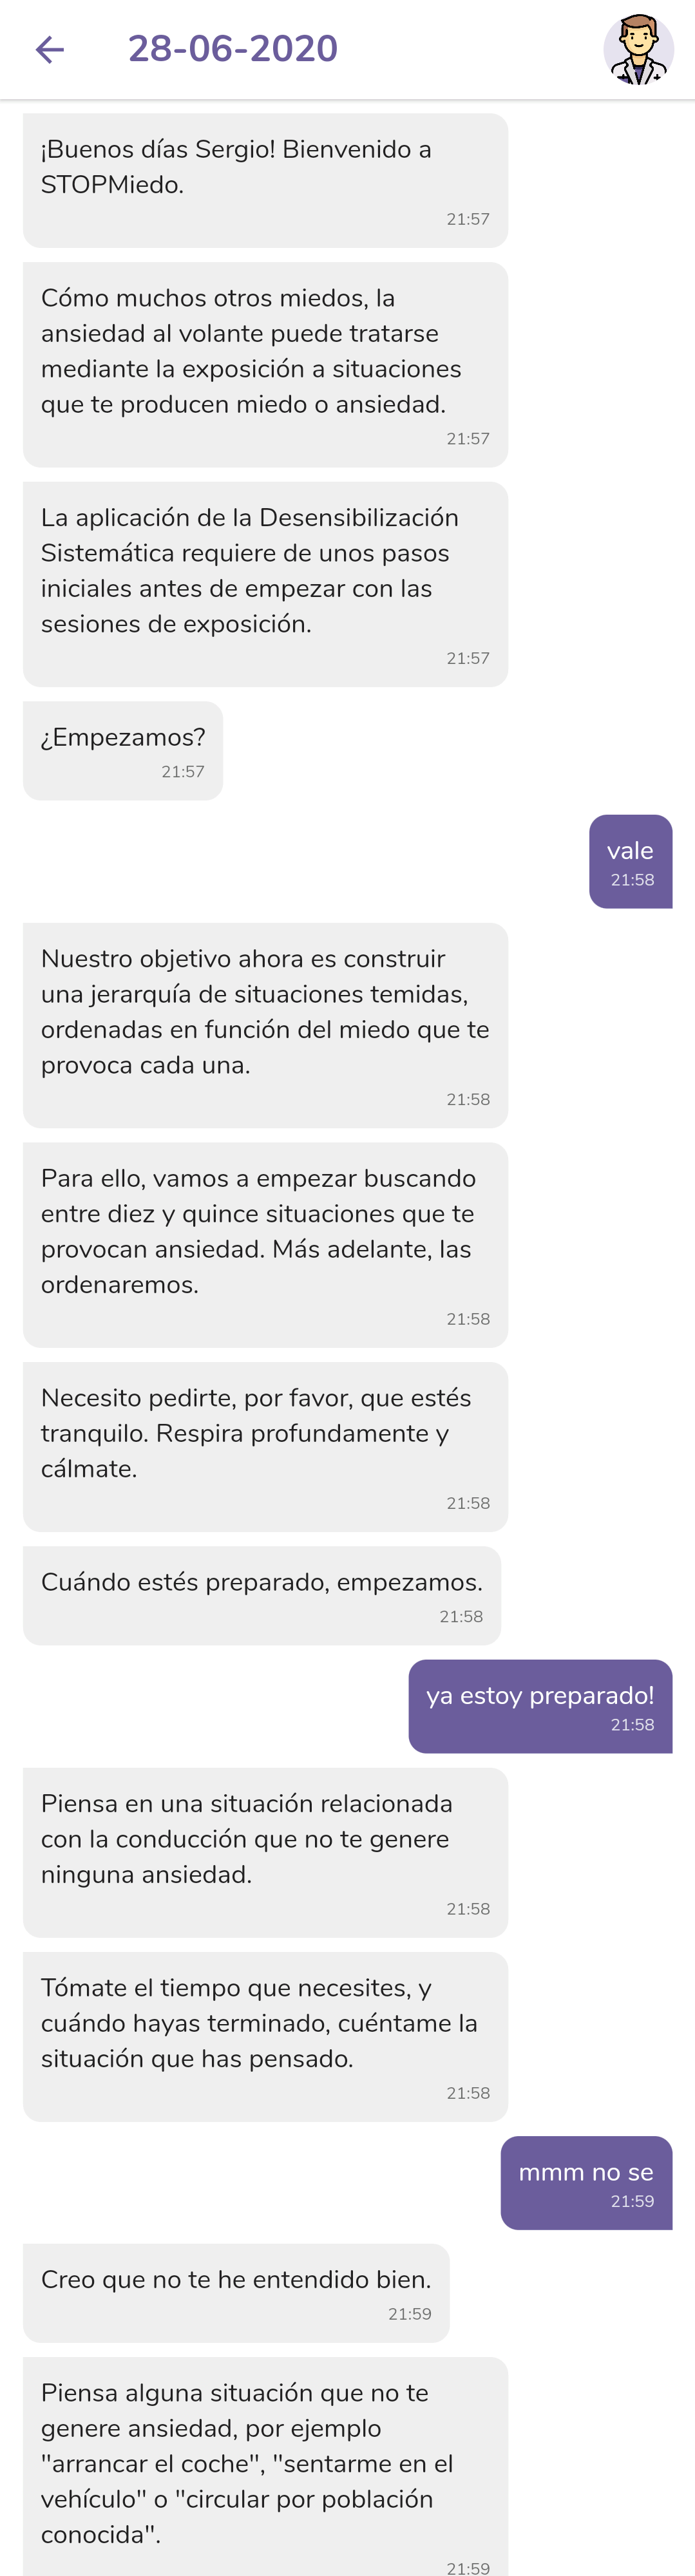 28-06-2020
¡Buenos días Sergio! Bienvenido a
STOPMiedo.
21:57
Cómo muchos otros miedos, la
ansiedad al volante puede tratarse
mediante la exposición a situaciones
que te producen miedo o ansiedad.
21:57
La aplicación de la Desensibilización
Sistemática requiere de unos pasos
iniciales antes de empezar con las
sesiones de exposición.
21:57
¿Empezamos?
21:57
vale
21:58
Nuestro objetivo ahora es construir
una jerarquía de situaciones temidas,
ordenadas en función del miedo que te
provoca cada una.
21:58
Para ello, vamos a empezar buscando
entre diez y quince situaciones que te
provocan ansiedad. Más adelante, las
ordenaremos.
21:58
Necesito pedirte, por favor, que estés
tranquilo. Respira profundamente y
cálmate.
21:58
Cuándo estés preparado, empezamos.
21:58
ya estoy preparado!
21:58
Piensa en una situación relacionada
con la conducción que no te genere
ninguna ansiedad.
21:58
Tómate el tiempo que necesites, y
cuándo hayas terminado, cuéntame la
situación que has pensado.
21:58
mmm no se
21:59
Creo que no te he entendido bien.
21:59
Piensa alguna situación que no te
genere ansiedad, por ejemplo
"arrancar el coche", "sentarme en el
vehículo" o "circular por población
conocida".
21:59